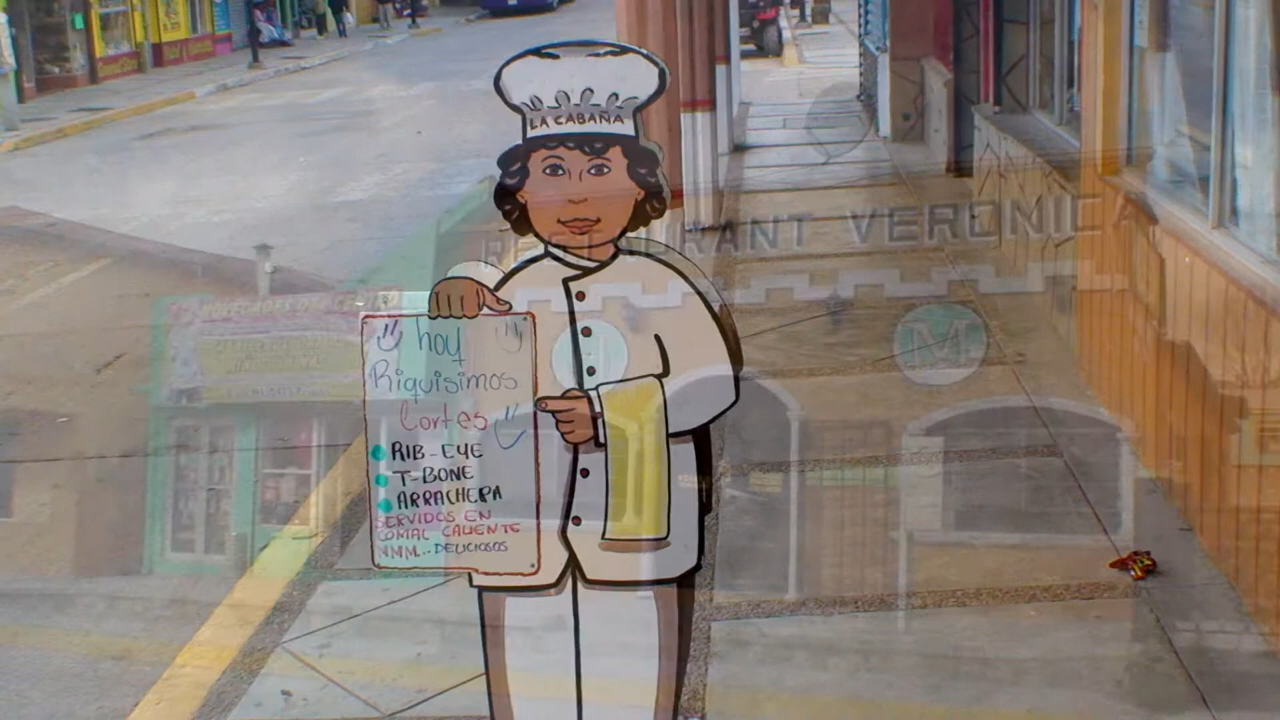 LA CABAÑA
RESTAURANT VERONICA
M
hoy
Riquisimos
Cortes
RIB-EYE
T-BONE
ARRACHERA
SERVIDOS EN
COMAL CALIENTE
MMM.. DELICIOSOS